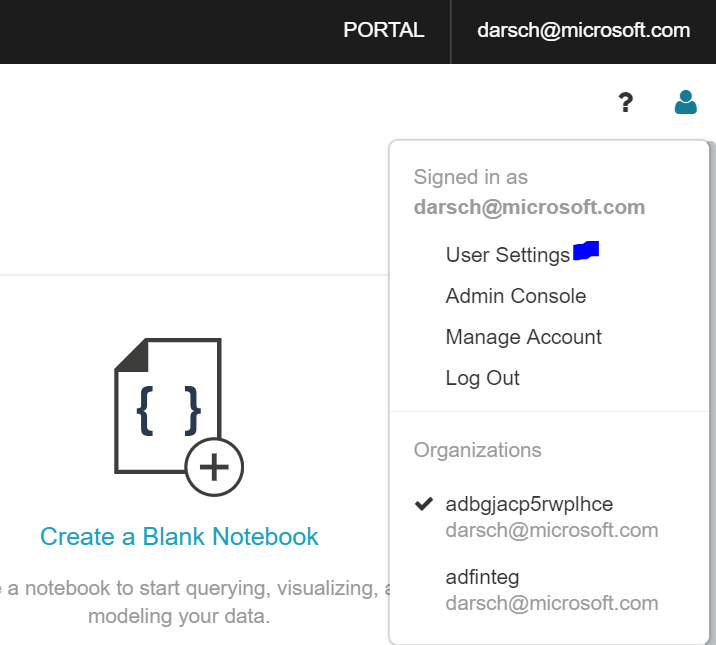 PORTAL
darsch@microsoft.com
?
Signed in as
darsch@microsoft.com
User Settings
Admin Console
Manage Account
Log Out
Organizations
adbgjacp5rwplhce
darsch@microsoft.com
adfinteg
darsch@microsoft.com
{ }
Create a Blank Notebook
a notebook to start querying, visualizing,
modeling your data.